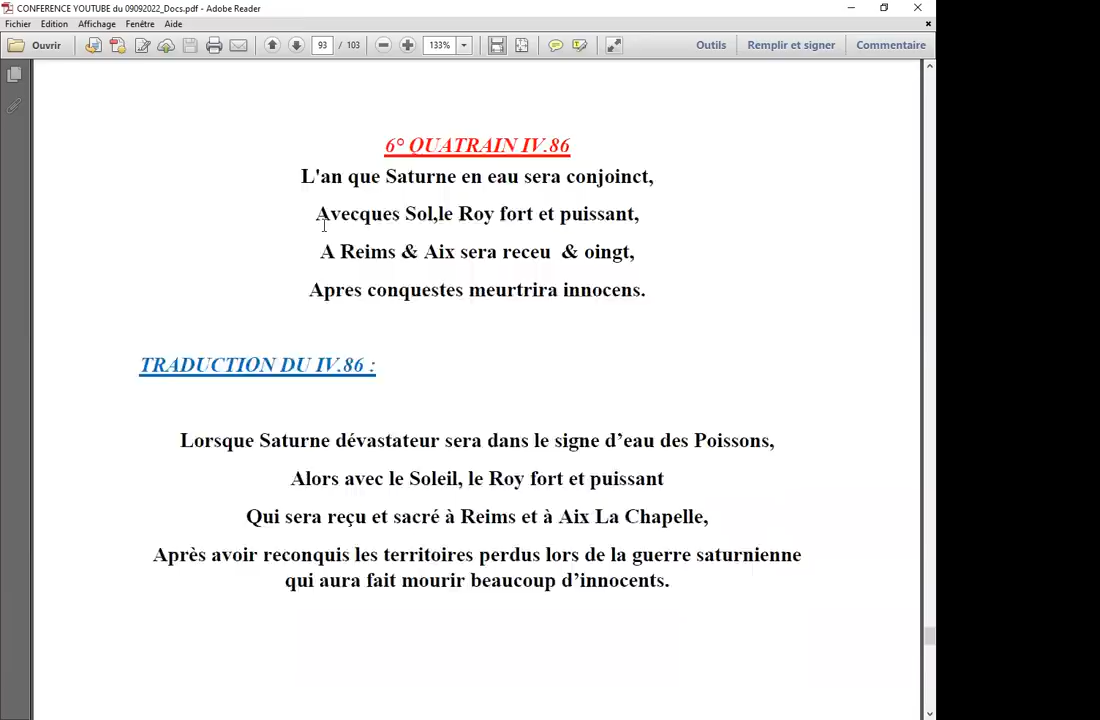 CONFERENCE YOUTUBE du 09092022_Docs.pdf - Adobe Reader
Fichier Edition Affichage Fenêtre Aide
Ouvrir 93 / 103 133% Outils Remplir et signer Commentaire
6° QUATRAIN IV.86
L'an que Saturne en eau sera conjoinct,
Avecques Sol,le Roy fort et puissant,
A Reims & Aix sera receu & oingt,
Apres conquestes meurtrira innocens.
TRADUCTION DU IV.86 :
Lorsque Saturne dévastateur sera dans le signe d’eau des Poissons,
Alors avec le Soleil, le Roy fort et puissant
Qui sera reçu et sacré à Reims et à Aix La Chapelle,
Après avoir reconquis les territoires perdus lors de la guerre saturnienne
qui aura fait mourir beaucoup d’innocents.